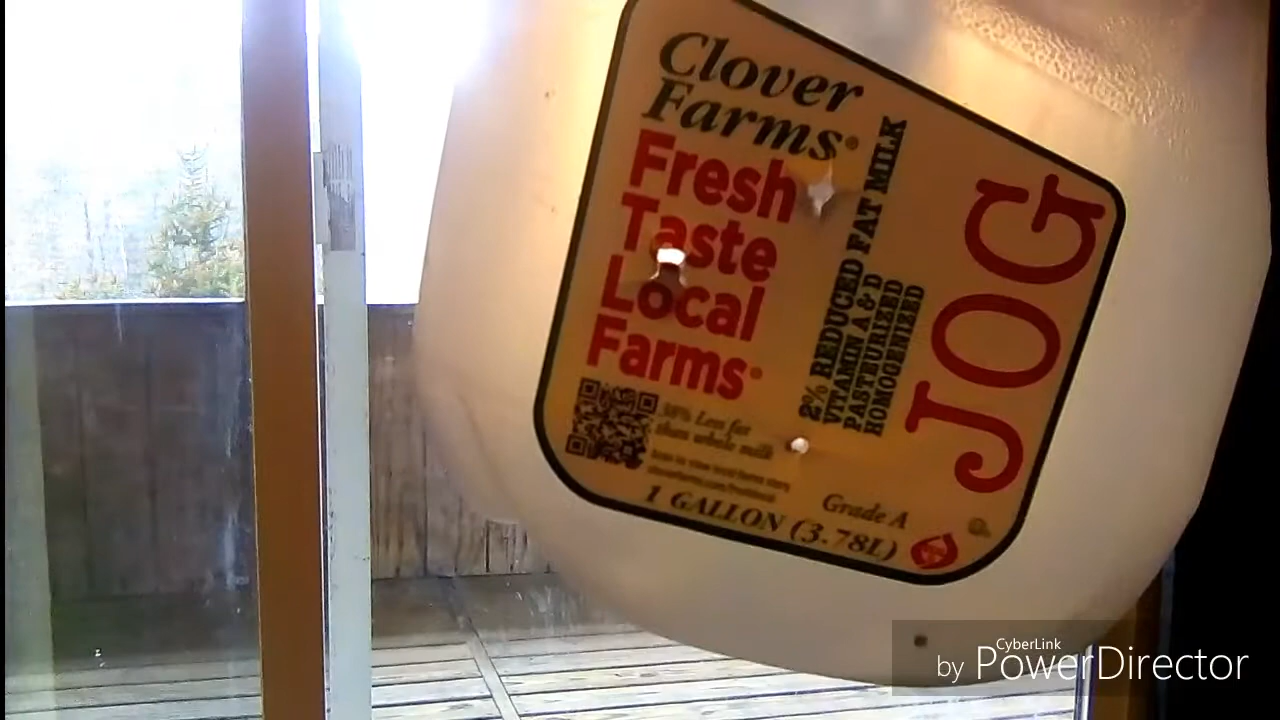 Clover
Farms®
Fresh
Taste
Local
Farms®
38% Less fat
than whole milk
1 GALLON (3.78L)
Grade A
2% REDUCED FAT MILK
VITAMIN A & D
PASTEURIZED
HOMOGENIZED
JOG
CyberLink
by PowerDirector